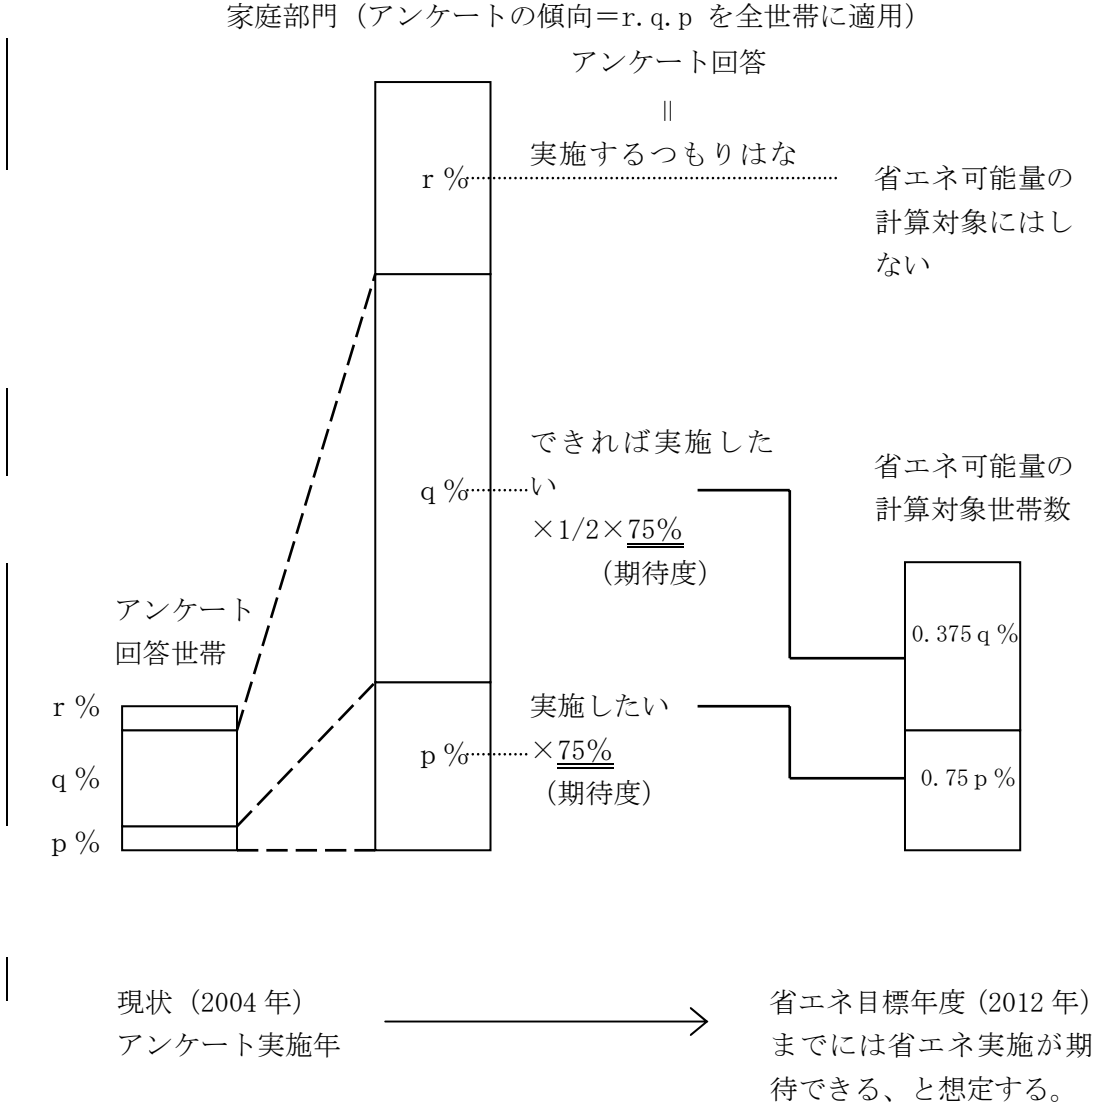 家庭部門（アンケートの傾向＝r.q.p を全世帯に適用）
アンケート回答
＝
実施するつもりはな
r％
省エネ可能量の
計算対象にはし
ない
できれば実施した
い
q％
×1/2×75％
（期待度）
省エネ可能量の
計算対象世帯数
0.375q％
アンケート
回答世帯
r％
q％
p％
実施したい
p％
×75％
（期待度）
0.75p％
現状（2004 年）
アンケート実施年
省エネ目標年度（2012 年）
までには省エネ実施が期
待できる、と想定する。